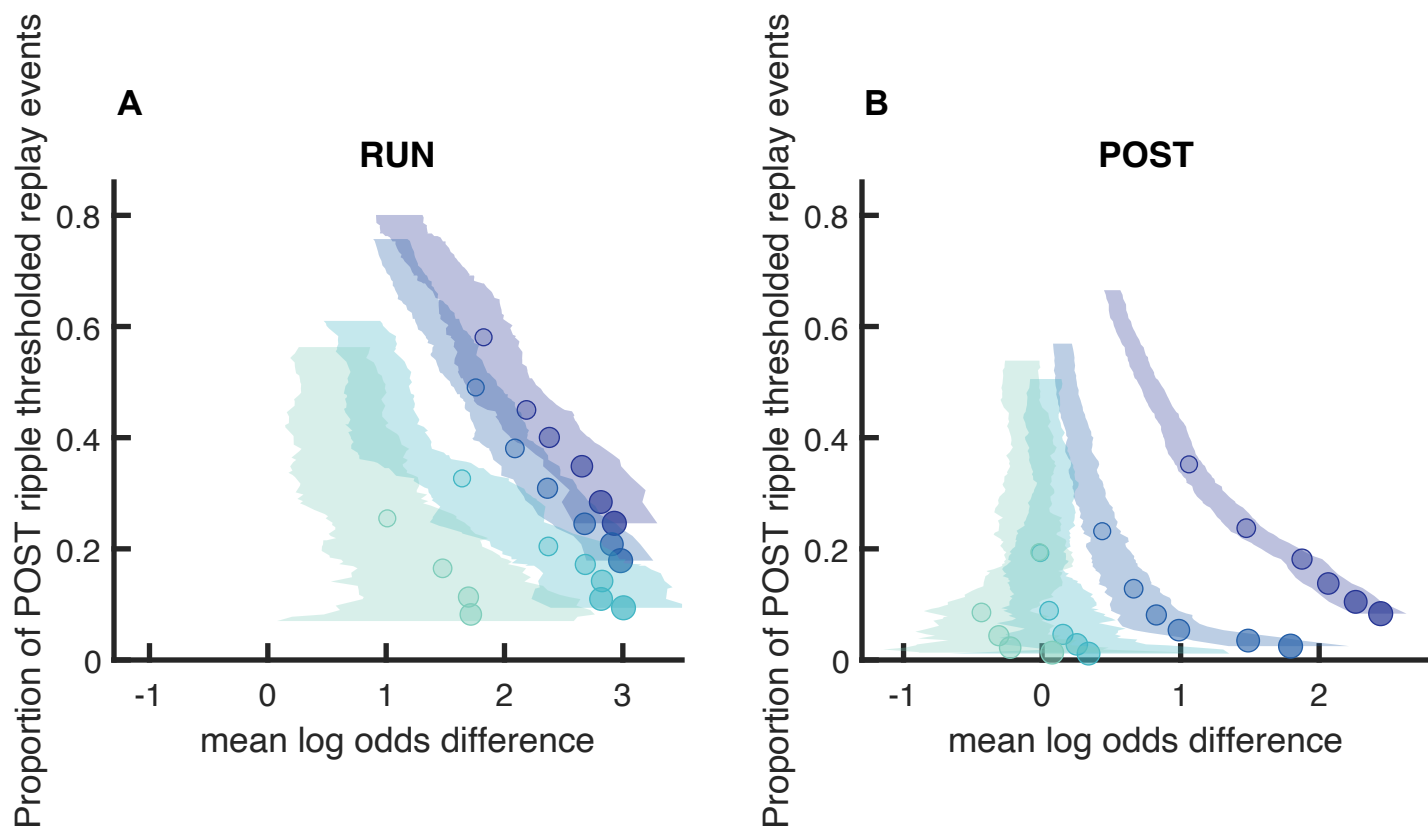 A
RUN
Proportion of POST ripple thresholded replay events
0.8
0.6
0.4
0.2
0
-1 0 1 2 3
mean log odds difference
B
POST
Proportion of POST ripple thresholded replay events
0.8
0.6
0.4
0.2
0
-1 0 1 2
mean log odds difference